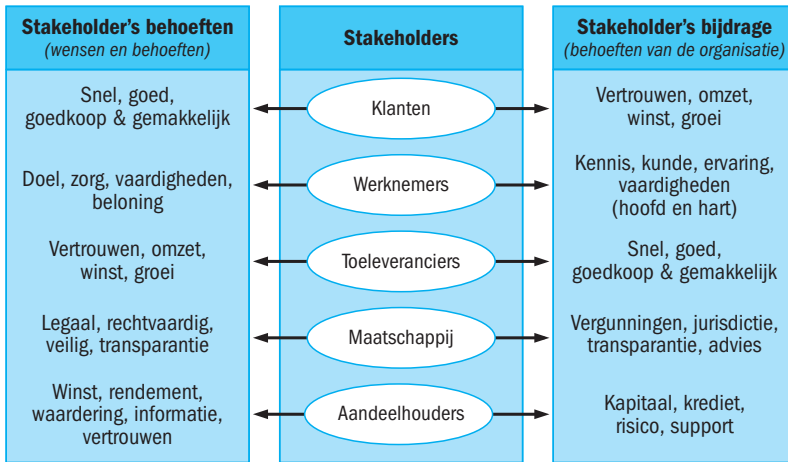 Stakeholder's behoeften
(wensen en behoeften)
Stakeholders
Stakeholder's bijdrage
(behoeften van de organisatie)
Snel, goed,
goedkoop & gemakkelijk
Klanten
Vertrouwen, omzet,
winst, groei
Doel, zorg, vaardigheden,
beloning
Werknemers
Kennis, kunde, ervaring,
vaardigheden
(hoofd en hart)
Vertrouwen, omzet,
winst, groei
Toeleveranciers
Snel, goed,
goedkoop & gemakkelijk
Legaal, rechtvaardig,
veilig, transparantie
Maatschappij
Vergunningen, jurisdictie,
transparantie, advies
Winst, rendement,
waardering, informatie,
vertrouwen
Aandeelhouders
Kapitaal, krediet,
risico, support